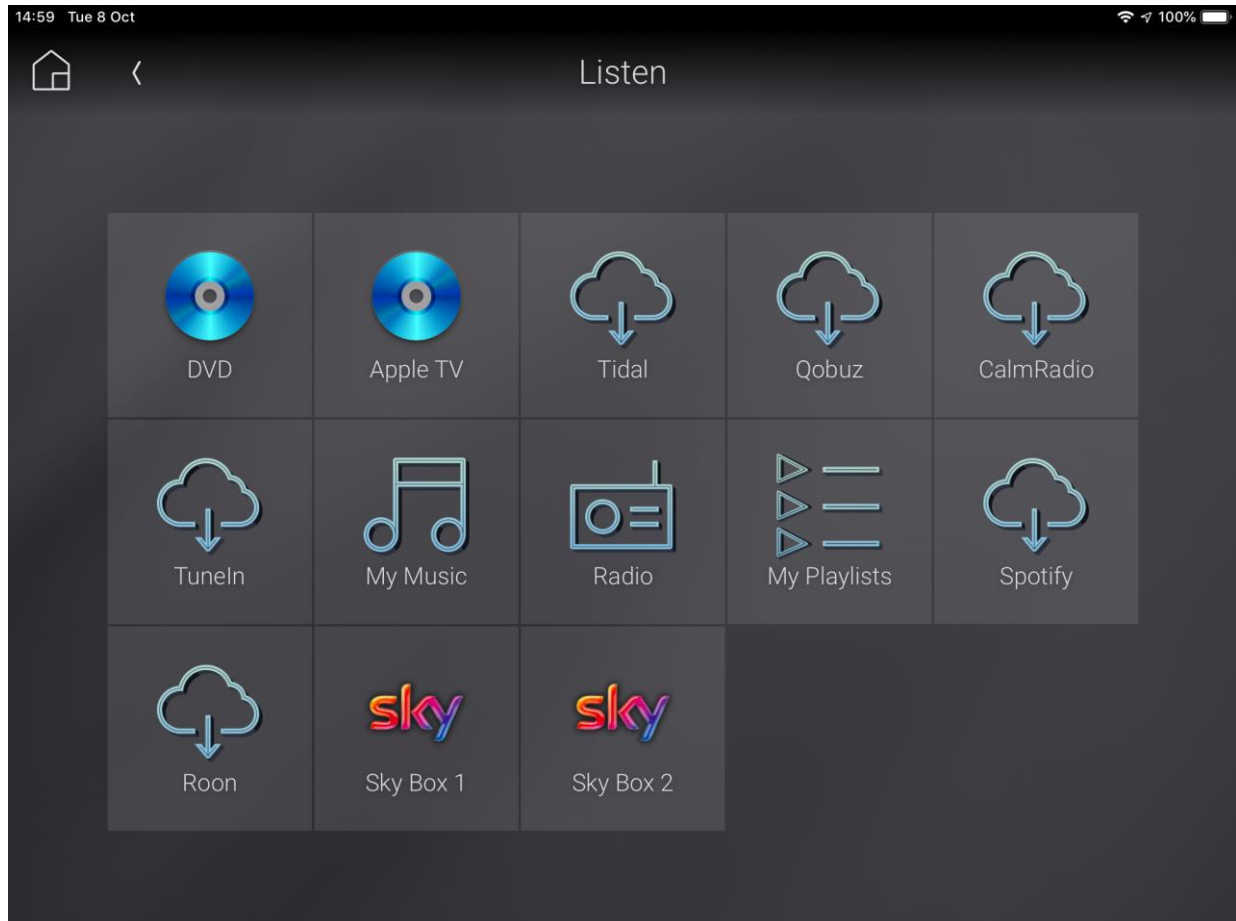 14:59 Tue 8 Oct 100%
Listen
DVD Apple TV Tidal Qobuz CalmRadio
TuneIn My Music Radio My Playlists Spotify
sky sky
Roon Sky Box 1 Sky Box 2